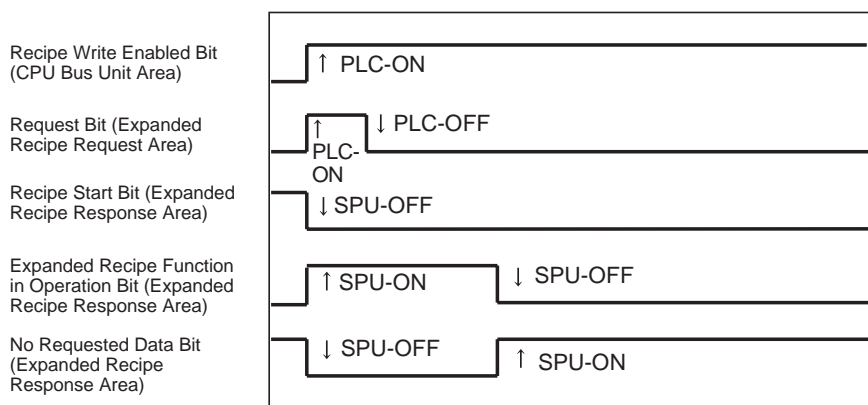 Recipe Write Enabled Bit
(CPU Bus Unit Area)
↑ PLC-ON
Request Bit (Expanded
Recipe Request Area)
↑
PLC-
ON
↓ PLC-OFF
Recipe Start Bit (Expanded
Recipe Response Area)
↓ SPU-OFF
Expanded Recipe Function
in Operation Bit (Expanded
Recipe Response Area)
↑ SPU-ON
↓ SPU-OFF
No Requested Data Bit
(Expanded Recipe
Response Area)
↓ SPU-OFF
↑ SPU-ON